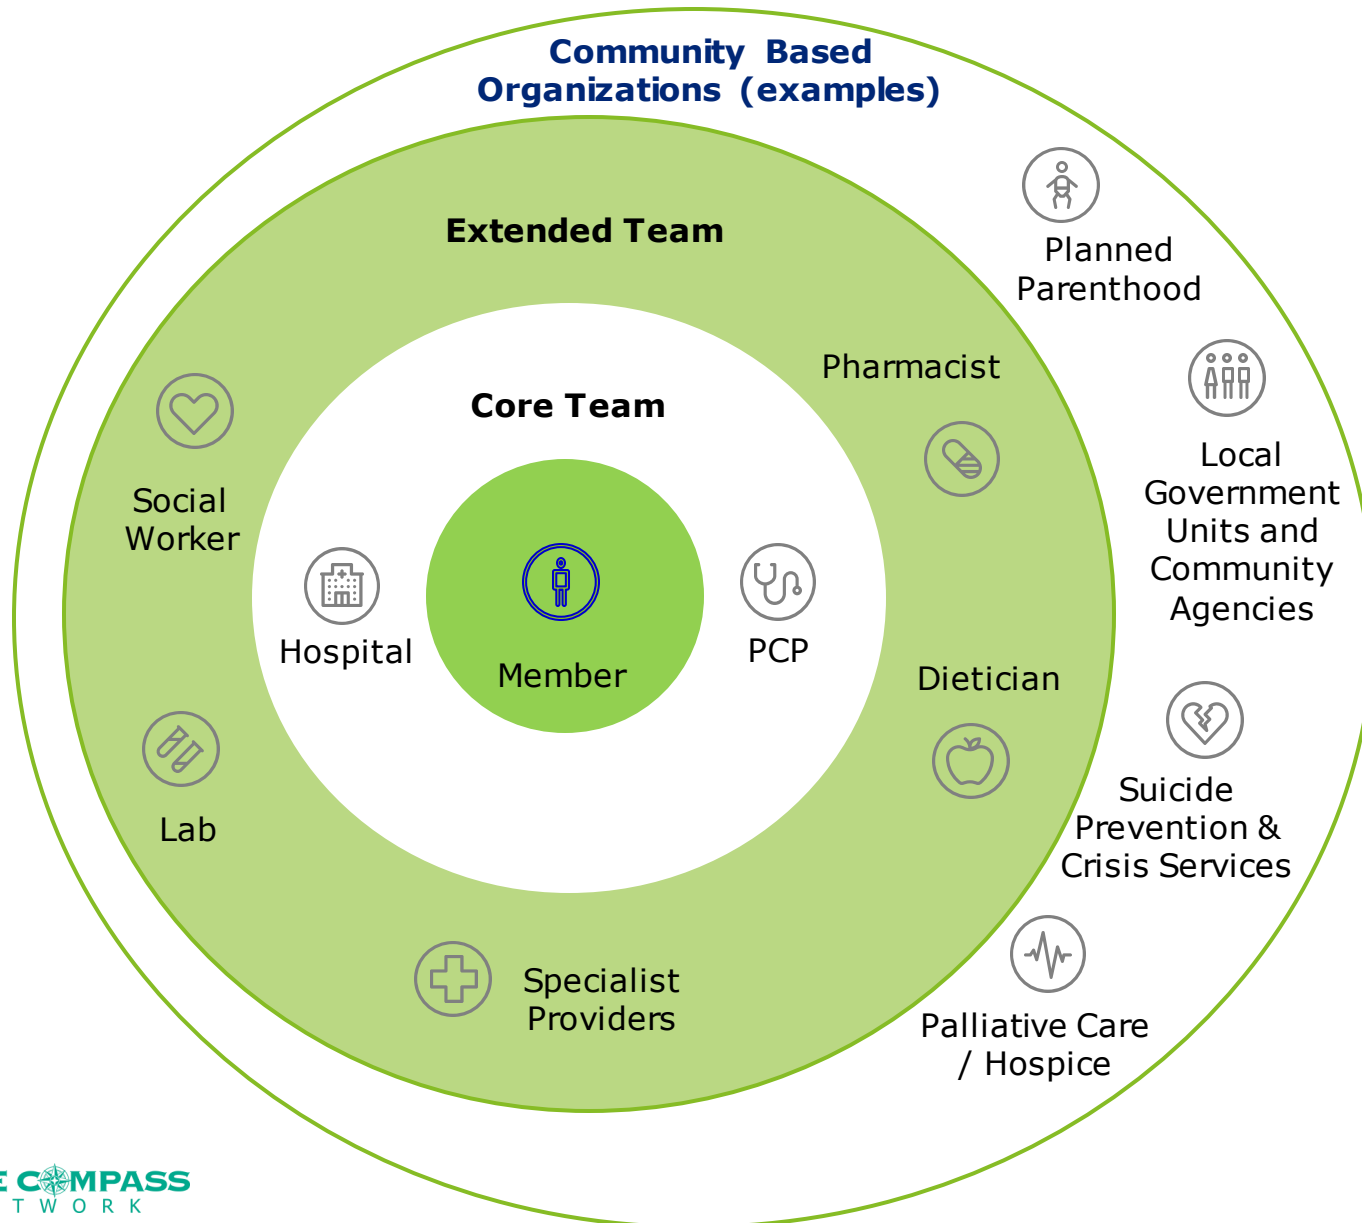 Community Based
Organizations (examples)
Planned
Parenthood
Extended Team
Pharmacist
Core Team
Local
Government
Units and
Community
Agencies
Social
Worker
Hospital
Member
PCP
Dietician
Lab
Suicide
Prevention &
Crisis Services
Specialist
Providers
Palliative Care
/ Hospice
E COMPASS
T W O R K